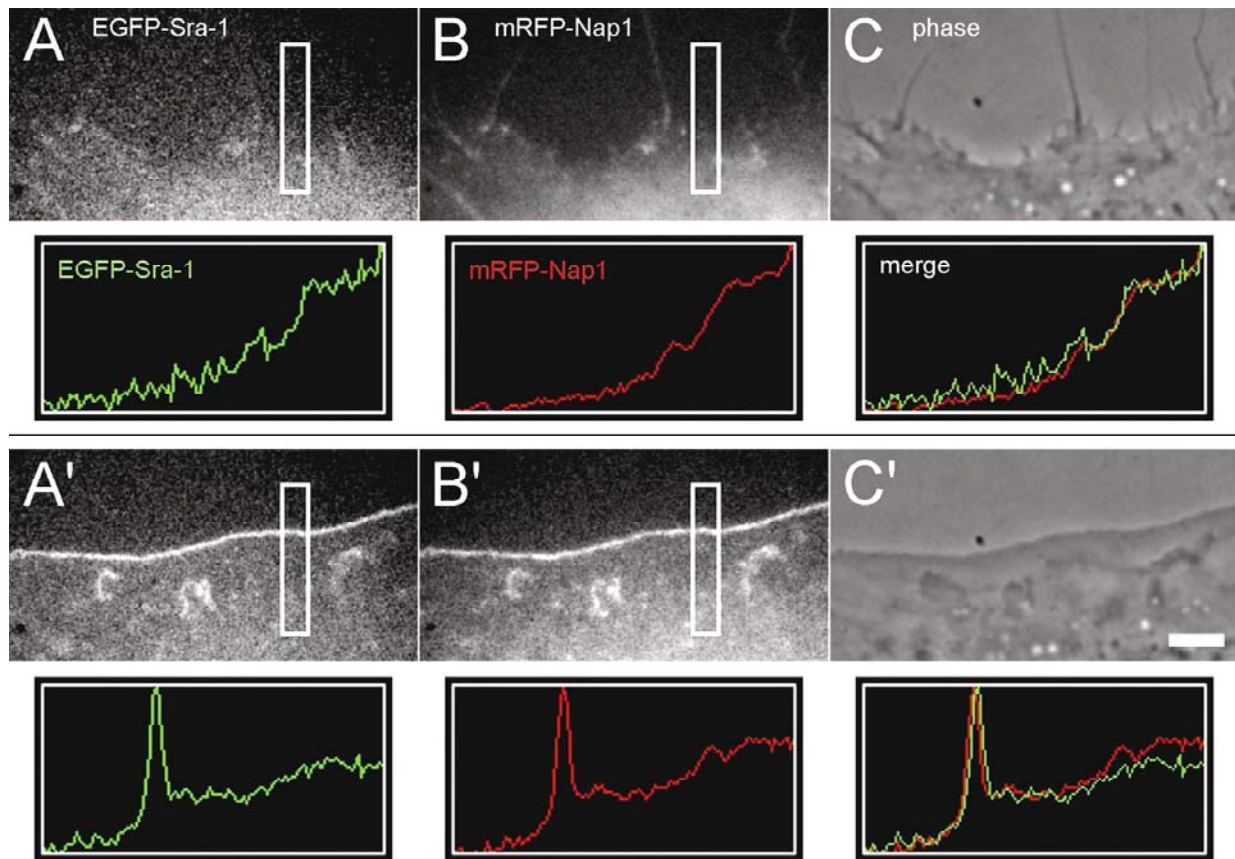 A EGFP-Sra-1
B mRFP-Nap1
C phase
EGFP-Sra-1
mRFP-Nap1
merge
A'
B'
C'